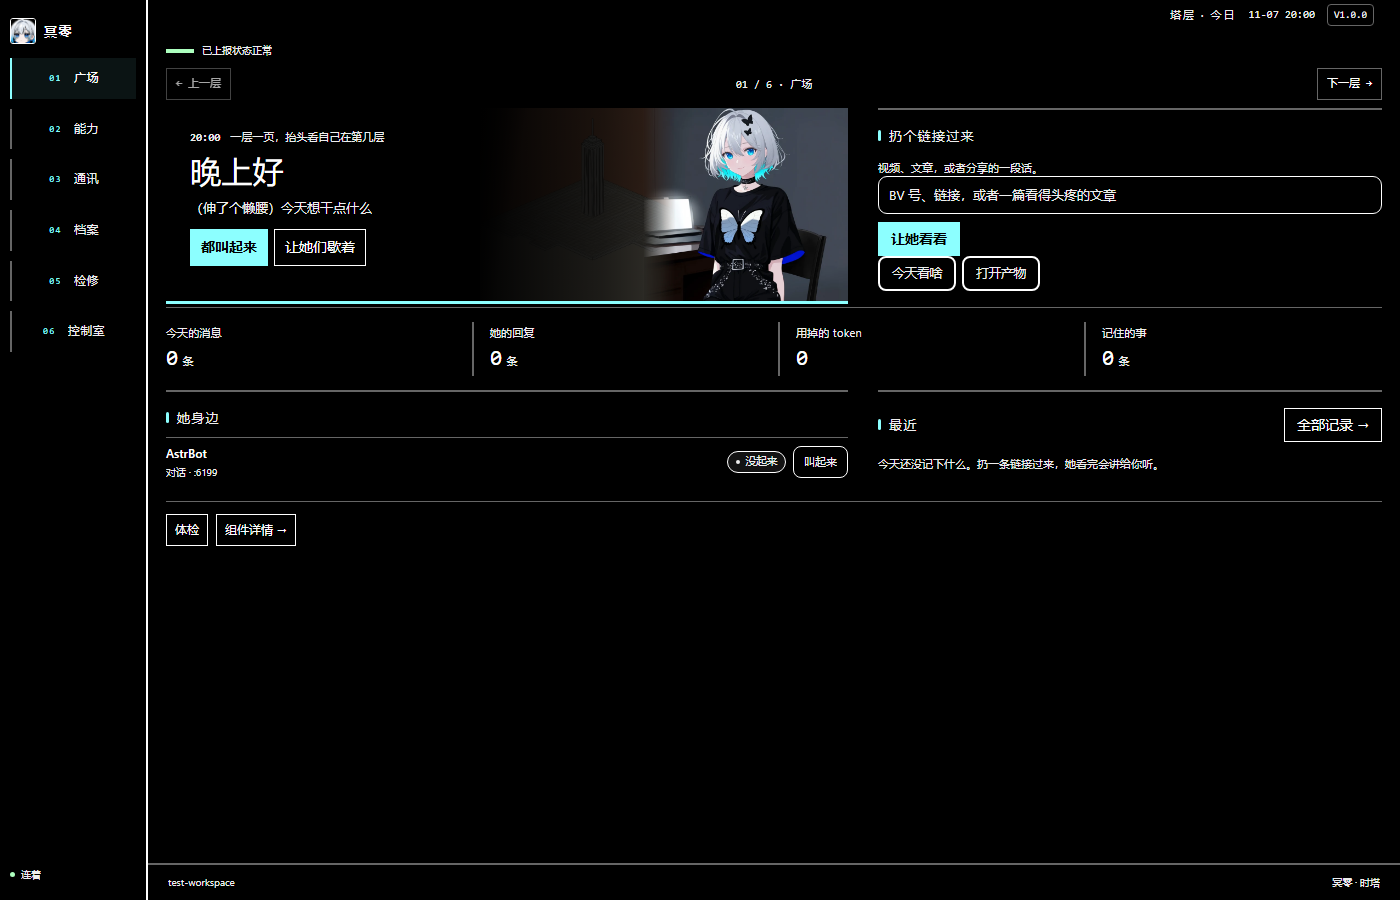 冥零
塔层 · 今日 11-07 20:00 V1.0.0
01 广场
02 能力
03 通讯
04 档案
05 检修
06 控制室
连着
已上报状态正常
← 上一层
01 / 6 · 广场
下一层 →
20:00 一层一页，抬头看自己在第几层
晚上好
（伸了个懒腰）今天想干点什么
都叫起来 让她们歇着
扔个链接过来
视频、文章，或者分享的一段话。
BV 号、链接，或者一篇看得头疼的文章
让她看看
今天看啥 打开产物
今天的消息
0 条
她的回复
0 条
用掉的 token
0
记住的事
0 条
她身边
AstrBot
对话 · :6199
没起来 叫起来
最近
全部记录 →
今天还没记下什么。扔一条链接过来，她看完会讲给你听。
体检 组件详情 →
test-workspace
冥零 · 时塔